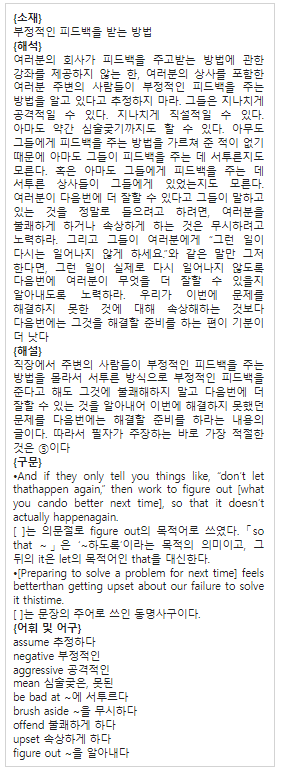 {소재}
부정적인 피드백을 받는 방법
{해석}
여러분의 회사가 피드백을 주고받는 방법에 관한
강좌를 제공하지 않는 한, 여러분의 상사를 포함한
여러분 주변의 사람들이 부정적인 피드백을 주는
방법을 알고 있다고 추정하지 마라. 그들은 지나치게
공격적일 수 있다. 지나치게 직설적일 수 있다.
아마도 약간 심술궂기까지도 할 수 있다. 아무도
그들에게 피드백을 주는 방법을 가르쳐 준 적이 없기
때문에 아마도 그들이 피드백을 주는 데 서투른지도
모른다. 혹은 아마도 그들에게 피드백을 주는 데
서투른 상사들이 그들에게 있었는지도 모른다.
여러분이 다음번에 더 잘할 수 있다고 그들이 말하고
있는 것을 정말로 들으려고 하려면, 여러분을
불쾌하게 하거나 속상하게 하는 것은 무시하려고
노력하라. 그리고 그들이 여러분에게 “그런 일이
다시는 일어나지 않게 하세요.”와 같은 말만 그저
한다면, 그런 일이 실제로 다시 일어나지 않도록
다음번에 여러분이 무엇을 더 잘할 수 있을지
알아내도록 노력하라. 우리가 이번에 문제를
해결하지 못한 것에 대해 속상해하는 것보다
다음번에는 그것을 해결할 준비를 하는 편이 기분이
더 낫다
{해설}
직장에서 주변의 사람들이 부정적인 피드백을 주는
방법을 몰라서 서투른 방식으로 부정적인 피드백을
준다고 해도 그것에 불쾌해하지 말고 다음번에 더
잘할 수 있는 것을 알아내어 이번에 해결하지 못했던
문제를 다음번에는 해결할 준비를 하라는 내용의
글이다. 따라서 필자가 주장하는 바로 가장 적절한
것은 ⑤이다
{구문}
•And if they only tell you things like, “don’t let
thathappen again,” then work to figure out [what
you cando better next time], so that it doesn’t
actually happenagain.
[ ]는 의문절로 figure out의 목적어로 쓰였다. 「so
that ~」은 ‘~하도록’이라는 목적의 의미이고, 그
뒤의 it은 let의 목적어인 that을 대신한다.
•[Preparing to solve a problem for next time] feels
betterthan getting upset about our failure to solve
it thistime.
[ ]는 문장의 주어로 쓰인 동명사구이다.
{어휘 및 어구}
assume 추정하다
negative 부정적인
aggressive 공격적인
mean 심술궂은, 못된
be bad at ~에 서투르다
brush aside ~을 무시하다
offend 불쾌하게 하다
upset 속상하게 하다
figure out ~을 알아내다